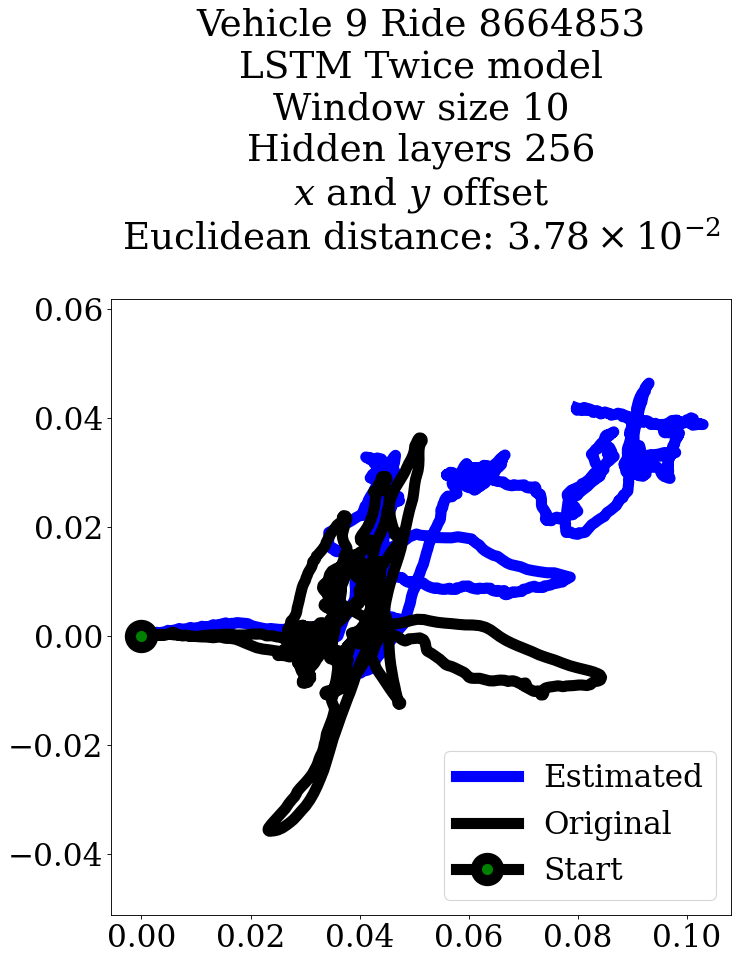 Vehicle 9 Ride 8664853
LSTM Twice model
Window size 10
Hidden layers 256
x and y offset
Euclidean distance: 3.78 × 10⁻²
0.06
0.04
0.02
0.00
−0.02
−0.04
0.00 0.02 0.04 0.06 0.08 0.10
Estimated
Original
Start